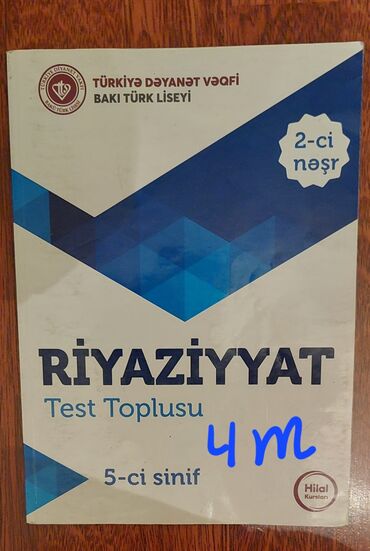 TÜRKİYƏ DƏYANƏT VƏQFİ
BAKI TÜRK LİSEYİ
2-ci
nəşr
RİYAZİYYAT
Test Toplusu
4 m
5-ci sinif
Hilal
Kursları